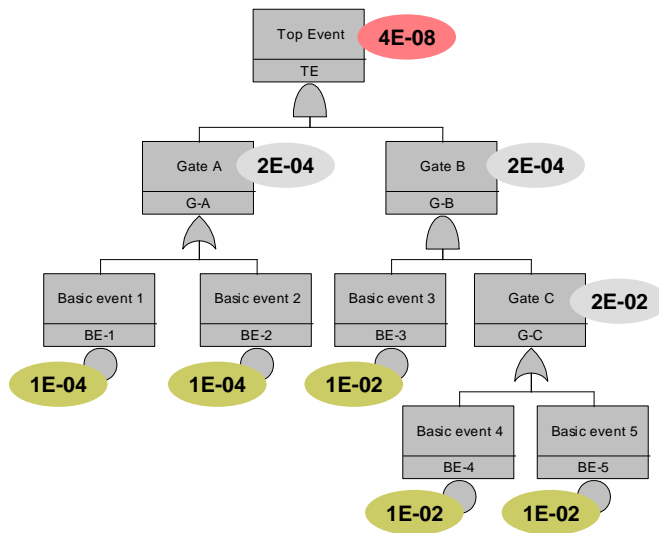 Top Event
4E-08
TE
Gate A
2E-04
Gate B
2E-04
G-A
G-B
Basic event 1
Basic event 2
Basic event 3
Gate C
2E-02
BE-1
BE-2
BE-3
G-C
1E-04
1E-04
1E-02
Basic event 4
Basic event 5
BE-4
BE-5
1E-02
1E-02